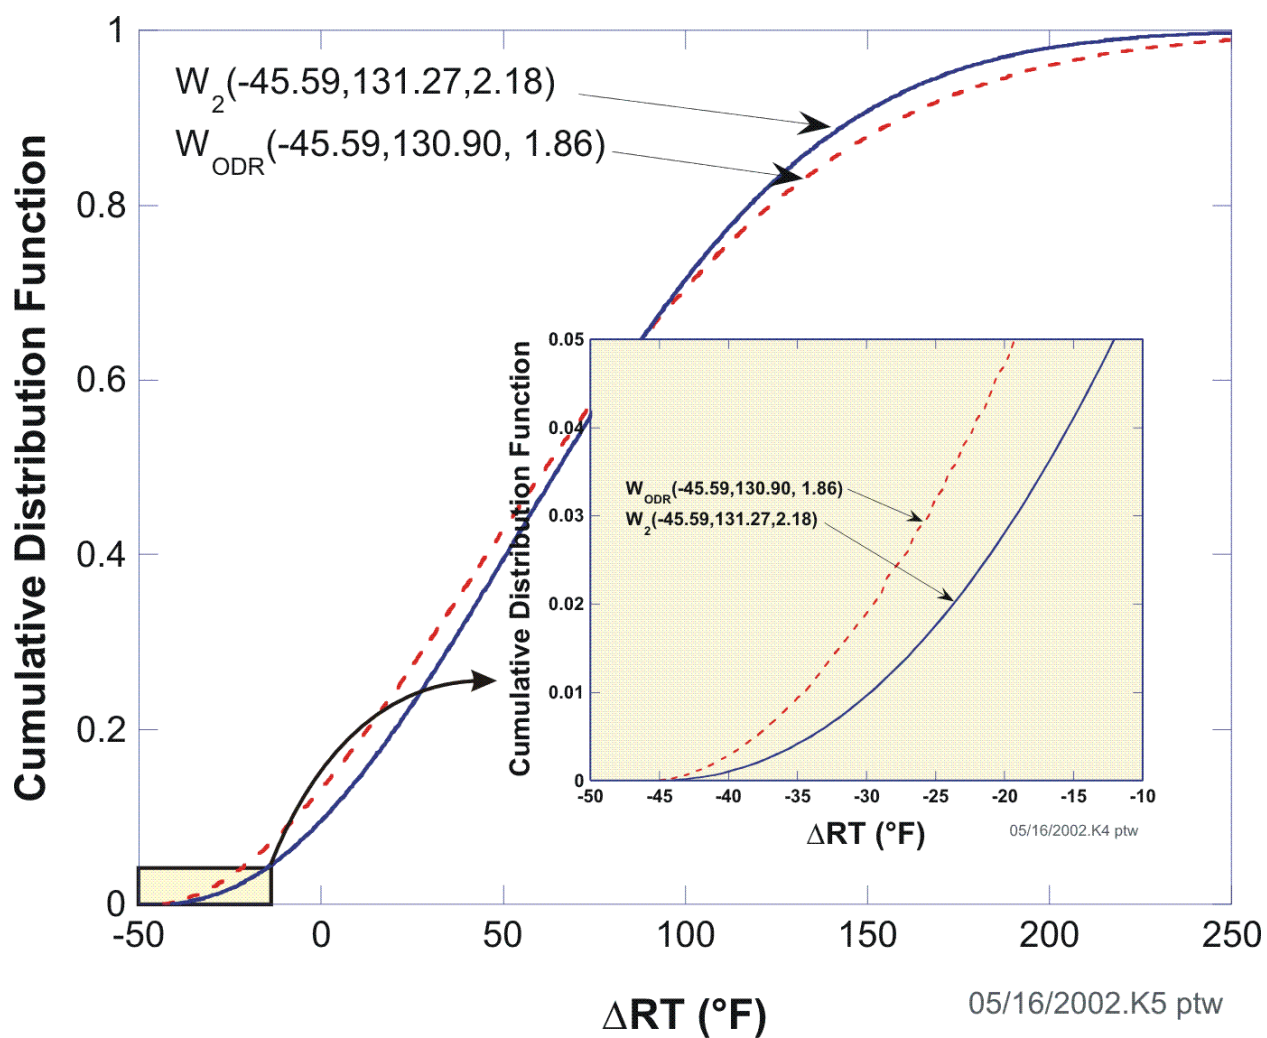 Cumulative Distribution Function
1
0.8
0.6
0.4
0.2
0
W2(-45.59,131.27,2.18)
WODR(-45.59,130.90, 1.86)
Cumulative Distribution Function
0.05
0.04
0.03
0.02
0.01
0
WODR(-45.59,130.90, 1.86)
W2(-45.59,131.27,2.18)
-50 -45 -40 -35 -30 -25 -20 -15 -10
ΔRT (°F)
05/16/2002.K4 ptw
-50 0 50 100 150 200 250
ΔRT (°F)
05/16/2002.K5 ptw